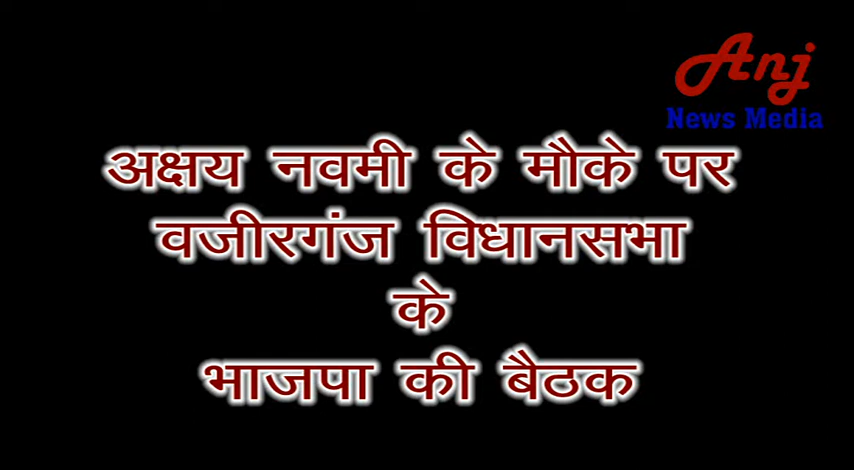 Anj
News Media
अक्षय नवमी के मौके पर
वजीरगंज विधानसभा
के
भाजपा की बैठक